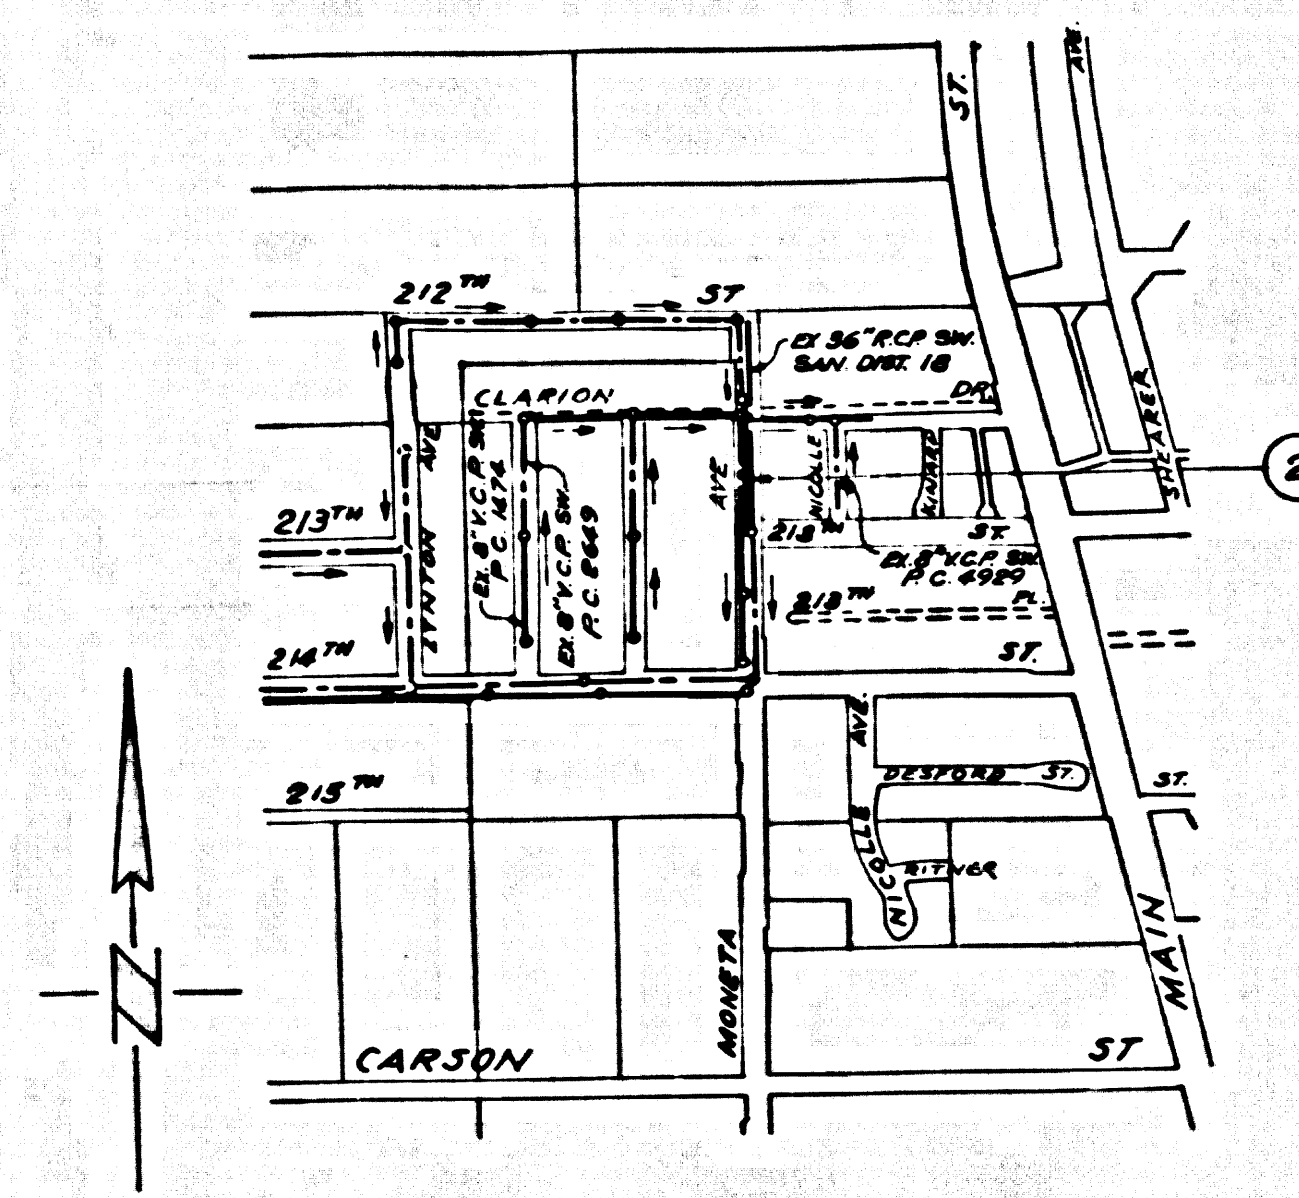 ST.
AVE.
212TH ST
EX 36" R.C.P. SW.
SAN. DIST. 18
CLARION DR.
SHEARER
AVE
EX. 8" V.C.P. SW.
P.C. 1474
EX. 8" V.C.P. SW.
P.C. 2649
AVE
NICOLLE
KINARD
2
213TH
213TH ST.
EX. 8" V.C.P. SW.
P.C. 4929
213TH PL.
214TH ST.
AVE.
DESFORD ST.
215TH ST.
NICOLLE
RITNER
MONETA
MAIN
N
CARSON ST